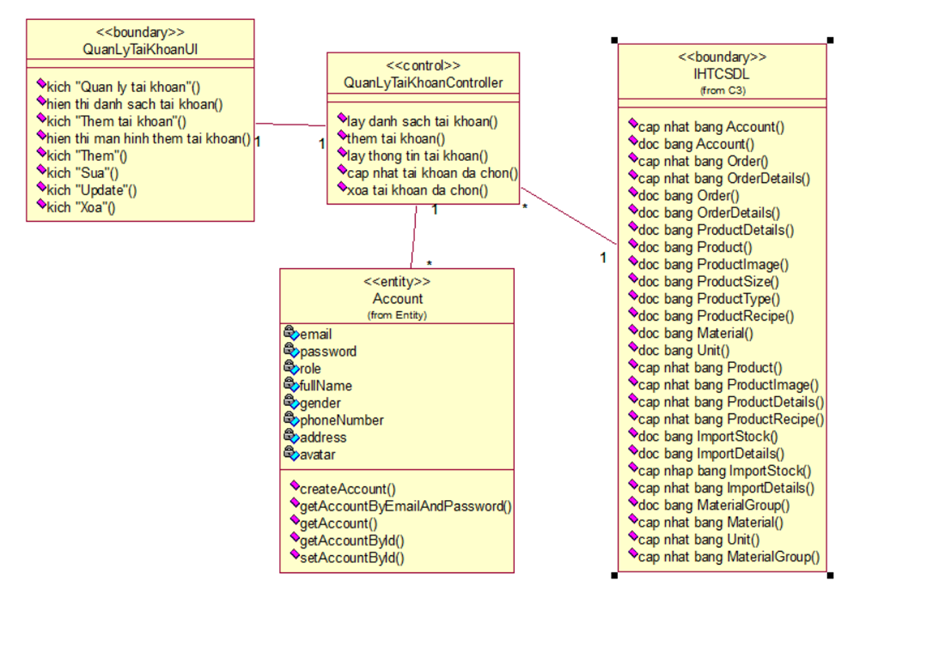 <<boundary>>
QuanLyTaiKhoanUI
kich "Quan ly tai khoan"()
hien thi danh sach tai khoan()
kich "Them tai khoan"()
hien thi man hinh them tai khoan()
kich "Them"()
kich "Sua"()
kich "Update"()
kich "Xoa"()
1
1
<<control>>
QuanLyTaiKhoanController
lay danh sach tai khoan()
them tai khoan()
lay thong tin tai khoan()
cap nhat tai khoan da chon()
xoa tai khoan da chon()
1
*
*
1
<<entity>>
Account
(from Entity)
email
password
role
fullName
gender
phoneNumber
address
avatar
createAccount()
getAccountByEmailAndPassword()
getAccount()
getAccountById()
setAccountById()
<<boundary>>
IHTCSDL
(from C3)
cap nhat bang Account()
doc bang Account()
cap nhat bang Order()
cap nhat bang OrderDetails()
doc bang Order()
doc bang OrderDetails()
doc bang ProductDetails()
doc bang Product()
doc bang ProductImage()
doc bang ProductSize()
doc bang ProductType()
doc bang ProductRecipe()
doc bang Material()
doc bang Unit()
cap nhat bang Product()
cap nhat bang ProductImage()
cap nhat bang ProductDetails()
cap nhat bang ProductRecipe()
doc bang ImportStock()
doc bang ImportDetails()
cap nhap bang ImportStock()
cap nhat bang ImportDetails()
doc bang MaterialGroup()
cap nhat bang Material()
cap nhat bang Unit()
cap nhat bang MaterialGroup()